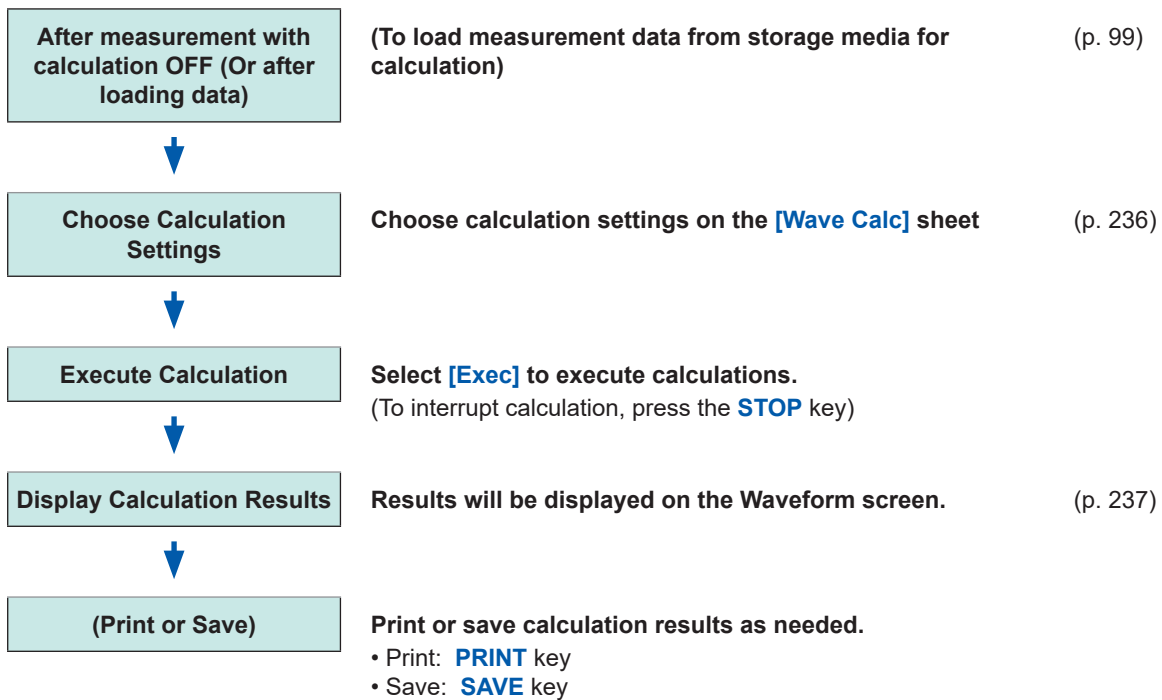 After measurement with
calculation OFF (Or after
loading data)
(To load measurement data from storage media for
calculation)
(p. 99)
Choose Calculation
Settings
Choose calculation settings on the [Wave Calc] sheet
(p. 236)
Execute Calculation
Select [Exec] to execute calculations.
(To interrupt calculation, press the STOP key)
Display Calculation Results
Results will be displayed on the Waveform screen.
(p. 237)
(Print or Save)
Print or save calculation results as needed.
• Print: PRINT key
• Save: SAVE key